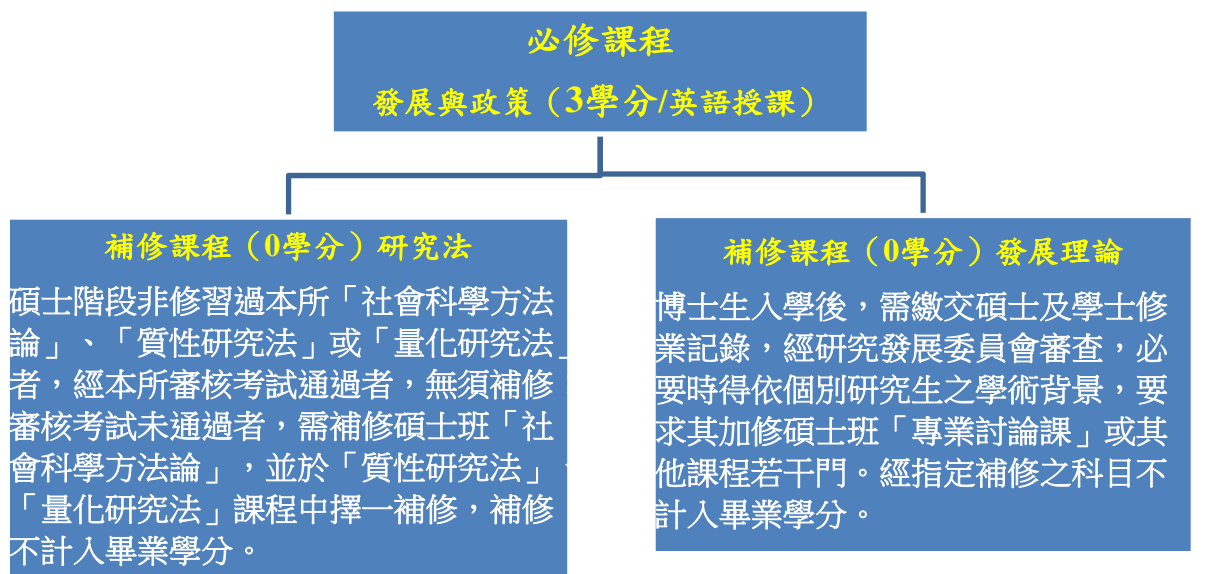 必修課程
發展與政策（3學分/英語授課）
補修課程（0學分）研究法
碩士階段非修習過本所「社會科學方法
論」、「質性研究法」或「量化研究法」
者，經本所審核考試通過者，無須補修
審核考試未通過者，需補修碩士班「社
會科學方法論」，並於「質性研究法」、
「量化研究法」課程中擇一補修，補修
不計入畢業學分。
補修課程（0學分）發展理論
博士生入學後，需繳交碩士及學士修
業記錄，經研究發展委員會審查，必
要時得依個別研究生之學術背景，要
求其加修碩士班「專業討論課」或其
他課程若干門。經指定補修之科目不
計入畢業學分。